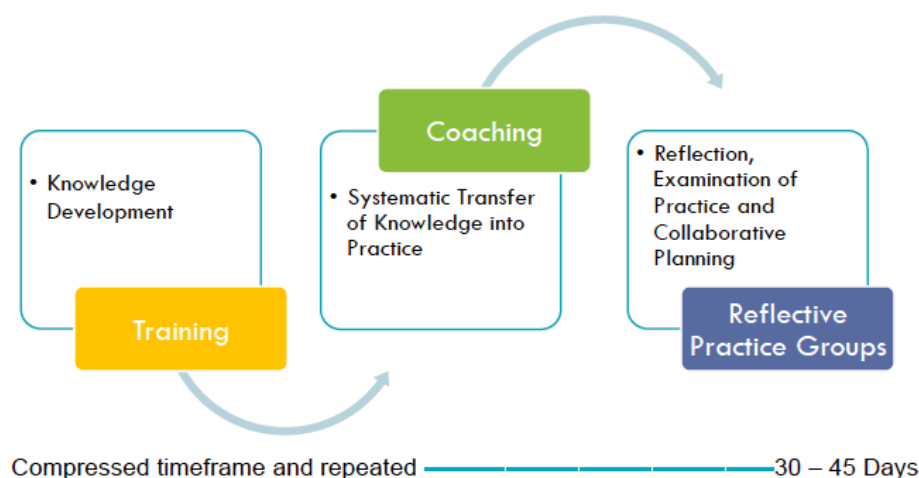 • Knowledge
Development
Training
Coaching
• Systematic Transfer
of Knowledge into
Practice
• Reflection,
Examination of
Practice and
Collaborative
Planning
Reflective
Practice Groups
Compressed timeframe and repeated 30 – 45 Days